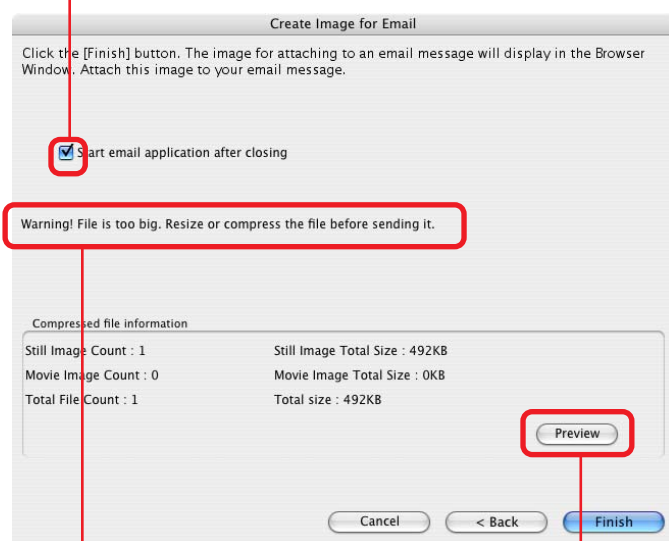 Create Image for Email
Click the [Finish] button. The image for attaching to an email message will display in the Browser
Window. Attach this image to your email message.
Start email application after closing
Warning! File is too big. Resize or compress the file before sending it.
Compressed file information
Still Image Count : 1
Still Image Total Size : 492KB
Movie Image Count : 0
Movie Image Total Size : 0KB
Total File Count : 1
Total size : 492KB
Preview
Cancel
< Back
Finish